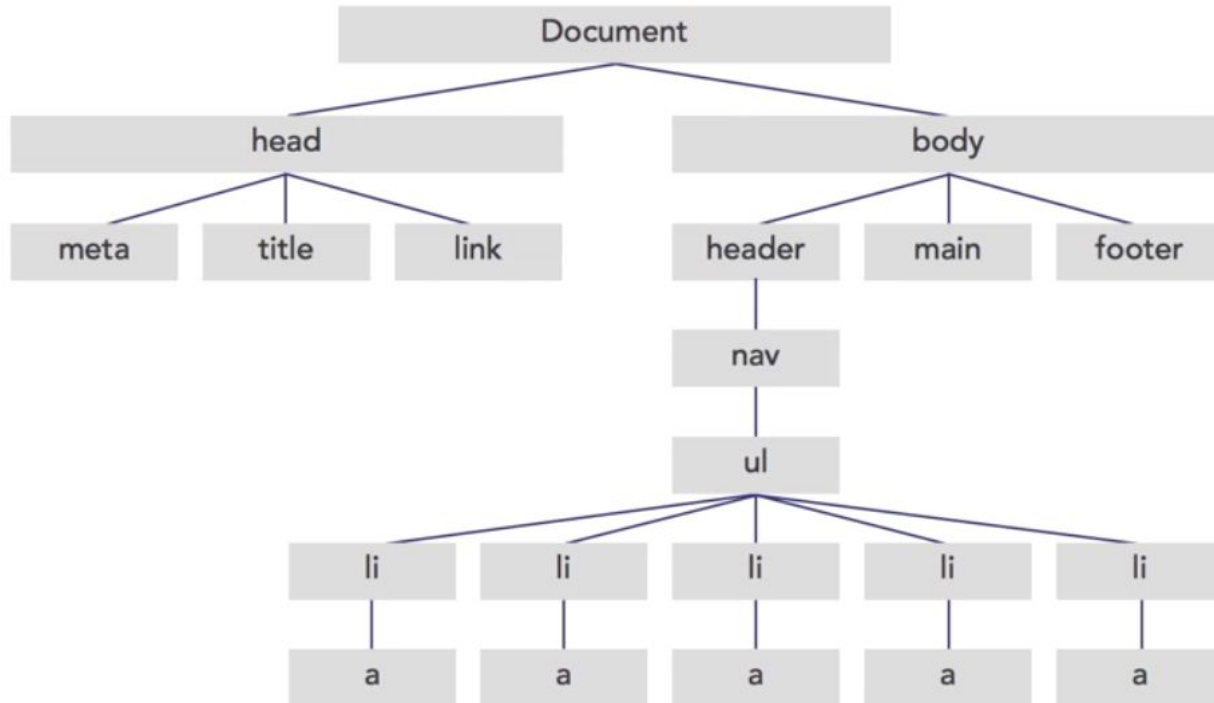 Document
head
body
meta
title
link
header
main
footer
nav
ul
li
li
li
li
li
a
a
a
a
a